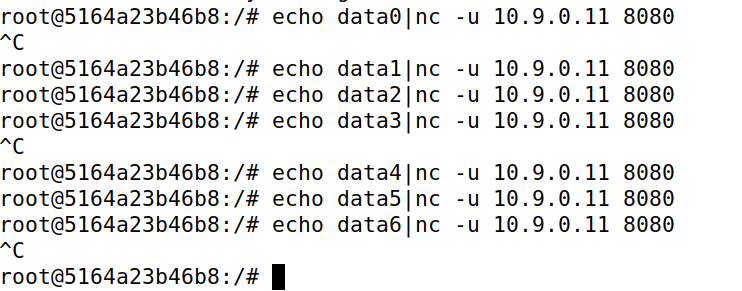 root@5164a23b46b8:/# echo data0|nc -u 10.9.0.11 8080
^C
root@5164a23b46b8:/# echo data1|nc -u 10.9.0.11 8080
root@5164a23b46b8:/# echo data2|nc -u 10.9.0.11 8080
root@5164a23b46b8:/# echo data3|nc -u 10.9.0.11 8080
^C
root@5164a23b46b8:/# echo data4|nc -u 10.9.0.11 8080
root@5164a23b46b8:/# echo data5|nc -u 10.9.0.11 8080
root@5164a23b46b8:/# echo data6|nc -u 10.9.0.11 8080
^C
root@5164a23b46b8:/#